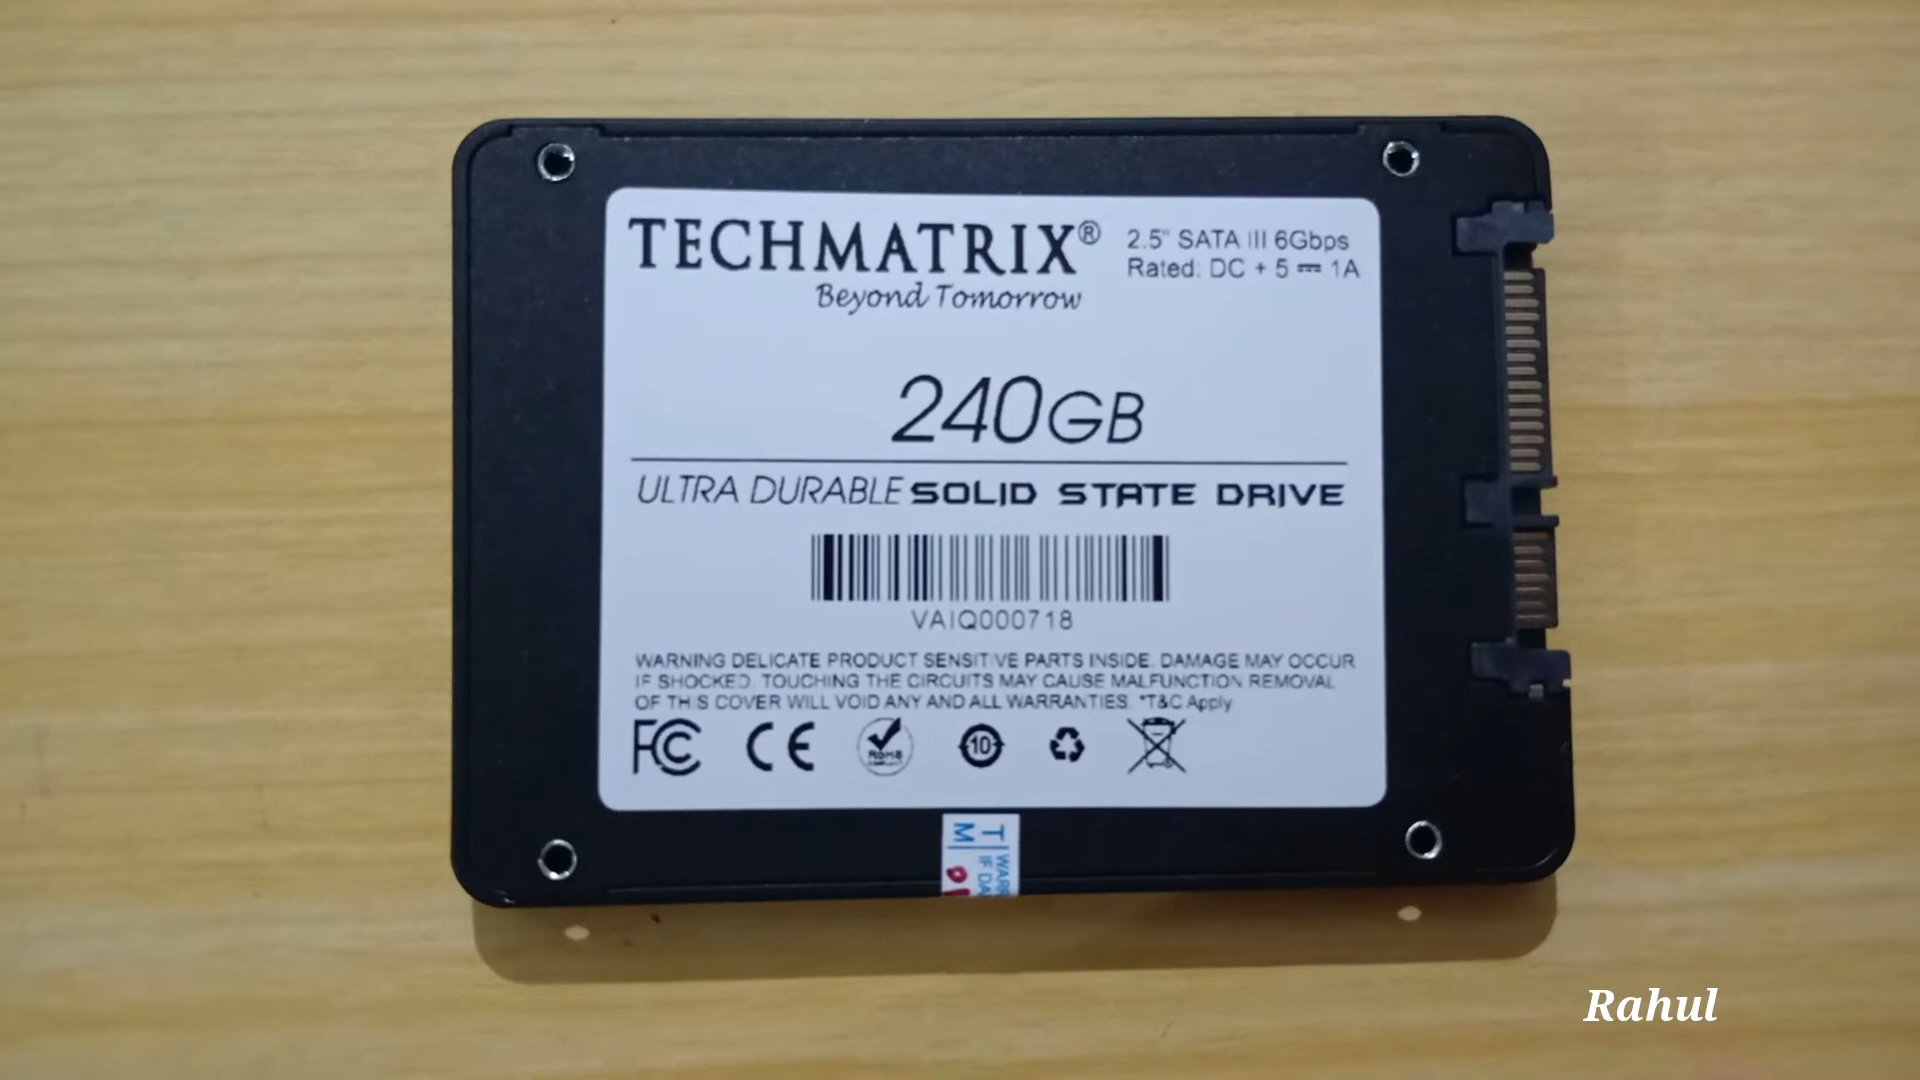 TECHMATRIX®
Beyond Tomorrow
2.5" SATA III 6Gbps
Rated: DC + 5 ⎓ 1A
240GB
ULTRA DURABLE SOLID STATE DRIVE
VAIQ000718
WARNING DELICATE PRODUCT SENSITIVE PARTS INSIDE. DAMAGE MAY OCCUR
IF SHOCKED. TOUCHING THE CIRCUITS MAY CAUSE MALFUNCTION REMOVAL
OF THIS COVER WILL VOID ANY AND ALL WARRANTIES. *T&C Apply
FC CE RoHS 10
T M
IF DA
Rahul